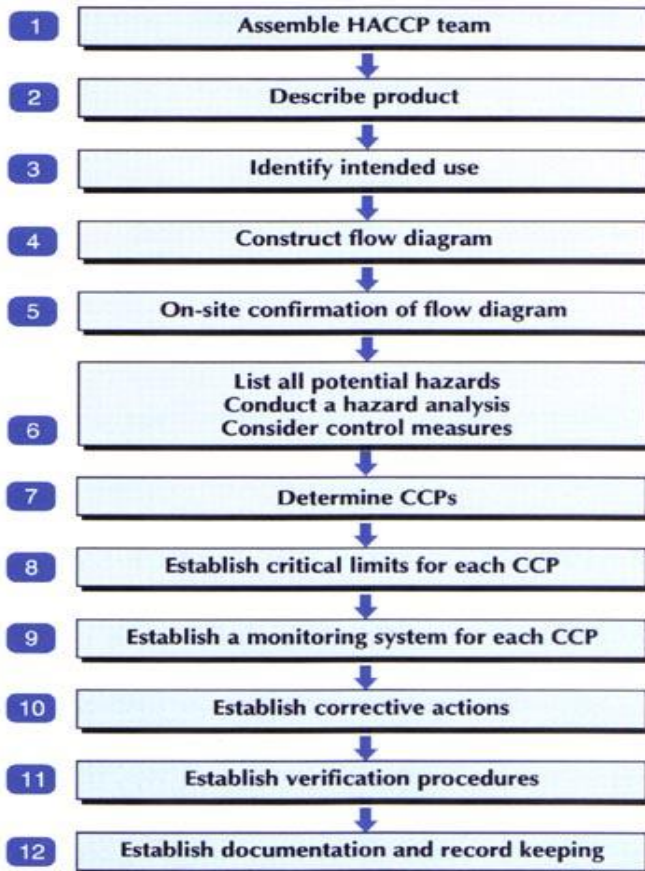 1 Assemble HACCP team
2 Describe product
3 Identify intended use
4 Construct flow diagram
5 On-site confirmation of flow diagram
List all potential hazards
Conduct a hazard analysis
6 Consider control measures
7 Determine CCPs
8 Establish critical limits for each CCP
9 Establish a monitoring system for each CCP
10 Establish corrective actions
11 Establish verification procedures
12 Establish documentation and record keeping